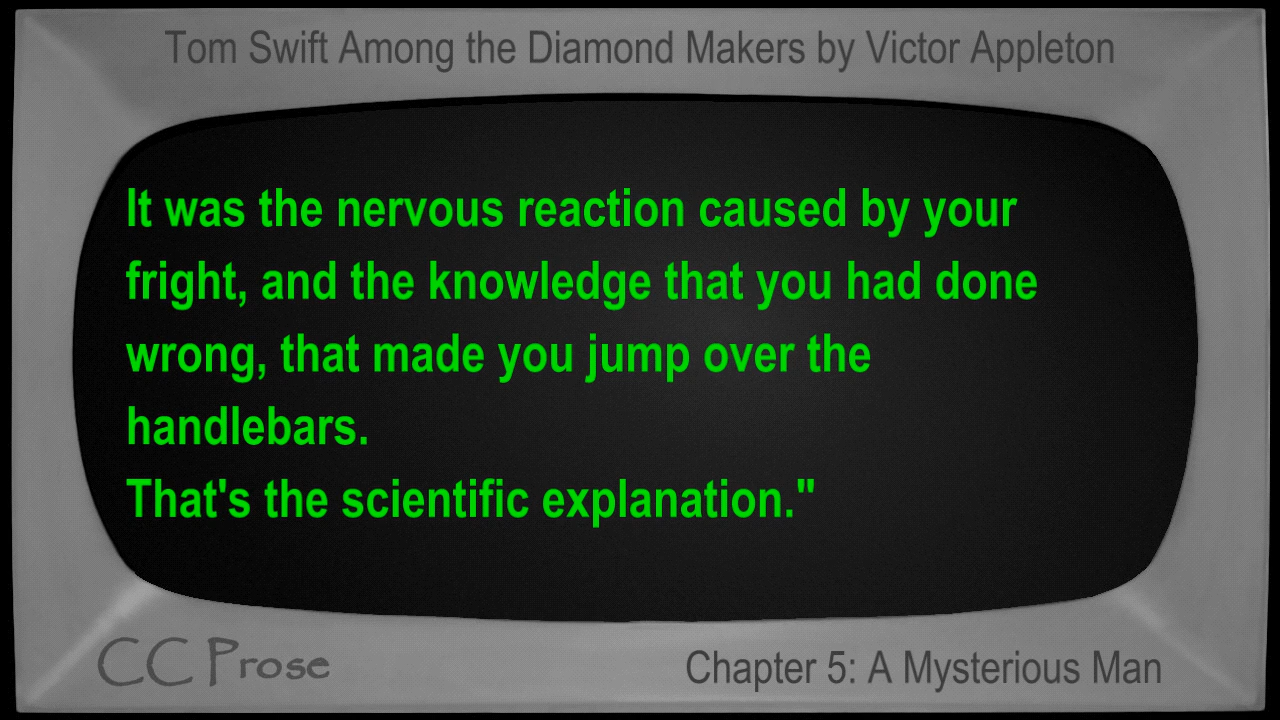 Tom Swift Among the Diamond Makers by Victor Appleton
It was the nervous reaction caused by your
fright, and the knowledge that you had done
wrong, that made you jump over the
handlebars.
That's the scientific explanation."
CC Prose
Chapter 5: A Mysterious Man